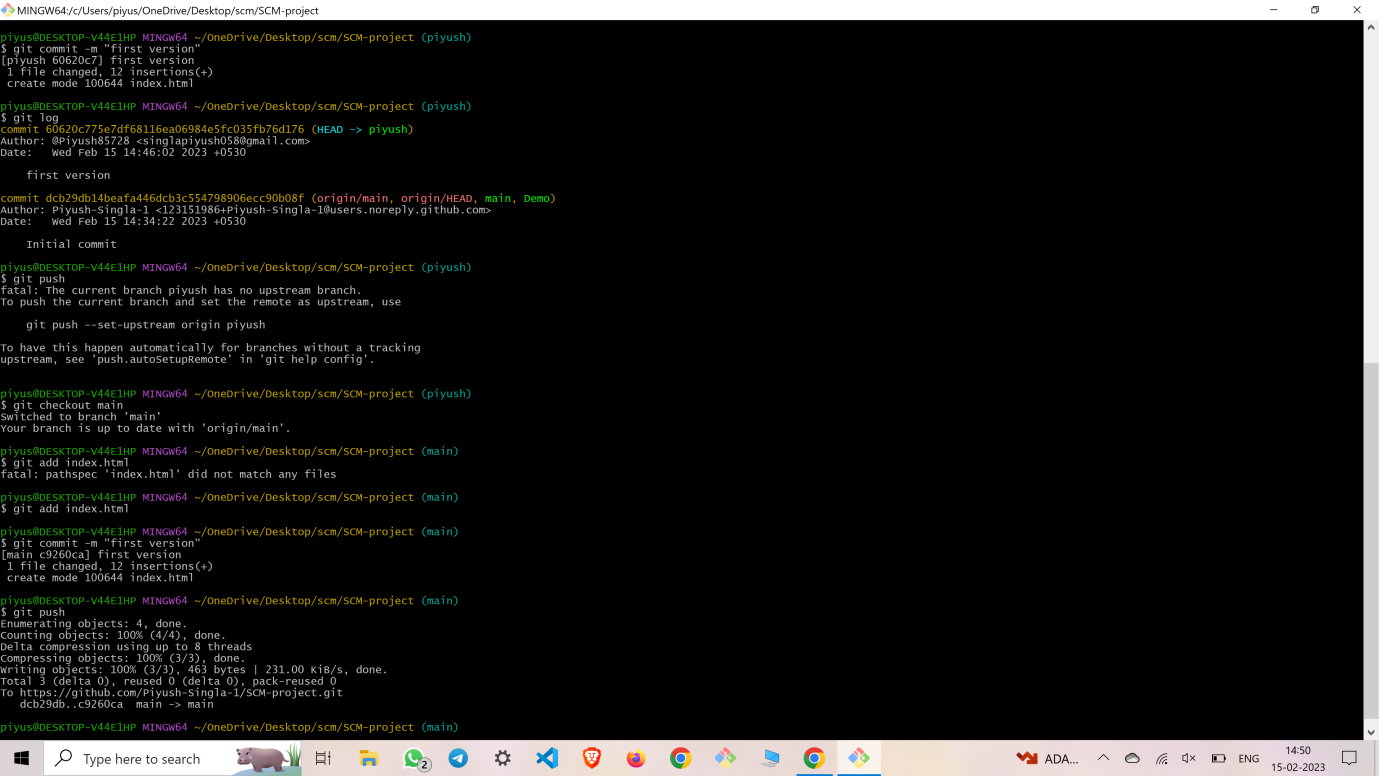 MINGW64:/c/Users/piyus/OneDrive/Desktop/scm/SCM-project
piyus@DESKTOP-V44E1HP MINGW64 ~/OneDrive/Desktop/scm/SCM-project (piyush)
$ git commit -m "first version"
[piyush 60620c7] first version
 1 file changed, 12 insertions(+)
 create mode 100644 index.html
piyus@DESKTOP-V44E1HP MINGW64 ~/OneDrive/Desktop/scm/SCM-project (piyush)
$ git log
commit 60620c775e7df68116ea06984e5fc035fb76d176 (HEAD -> piyush)
Author: @Piyush85728 <singlapiyush058@gmail.com>
Date:   Wed Feb 15 14:46:02 2023 +0530
    first version
commit dcb29db14beafa446dcb3c554798906ecc90b08f (origin/main, origin/HEAD, main, Demo)
Author: Piyush-Singla-1 <123151986+Piyush-Singla-1@users.noreply.github.com>
Date:   Wed Feb 15 14:34:22 2023 +0530
    Initial commit
piyus@DESKTOP-V44E1HP MINGW64 ~/OneDrive/Desktop/scm/SCM-project (piyush)
$ git push
fatal: The current branch piyush has no upstream branch.
To push the current branch and set the remote as upstream, use
    git push --set-upstream origin piyush
To have this happen automatically for branches without a tracking
upstream, see 'push.autoSetupRemote' in 'git help config'.
piyus@DESKTOP-V44E1HP MINGW64 ~/OneDrive/Desktop/scm/SCM-project (piyush)
$ git checkout main
Switched to branch 'main'
Your branch is up to date with 'origin/main'.
piyus@DESKTOP-V44E1HP MINGW64 ~/OneDrive/Desktop/scm/SCM-project (main)
$ git add index.html
fatal: pathspec 'index.html' did not match any files
piyus@DESKTOP-V44E1HP MINGW64 ~/OneDrive/Desktop/scm/SCM-project (main)
$ git add index.html
piyus@DESKTOP-V44E1HP MINGW64 ~/OneDrive/Desktop/scm/SCM-project (main)
$ git commit -m "first version"
[main c9260ca] first version
 1 file changed, 12 insertions(+)
 create mode 100644 index.html
piyus@DESKTOP-V44E1HP MINGW64 ~/OneDrive/Desktop/scm/SCM-project (main)
$ git push
Enumerating objects: 4, done.
Counting objects: 100% (4/4), done.
Delta compression using up to 8 threads
Compressing objects: 100% (3/3), done.
Writing objects: 100% (3/3), 463 bytes | 231.00 KiB/s, done.
Total 3 (delta 0), reused 0 (delta 0), pack-reused 0
To https://github.com/Piyush-Singla-1/SCM-project.git
   dcb29db..c9260ca  main -> main
piyus@DESKTOP-V44E1HP MINGW64 ~/OneDrive/Desktop/scm/SCM-project (main)
Type here to search
2
ADA...
ENG
14:50
15-02-2023